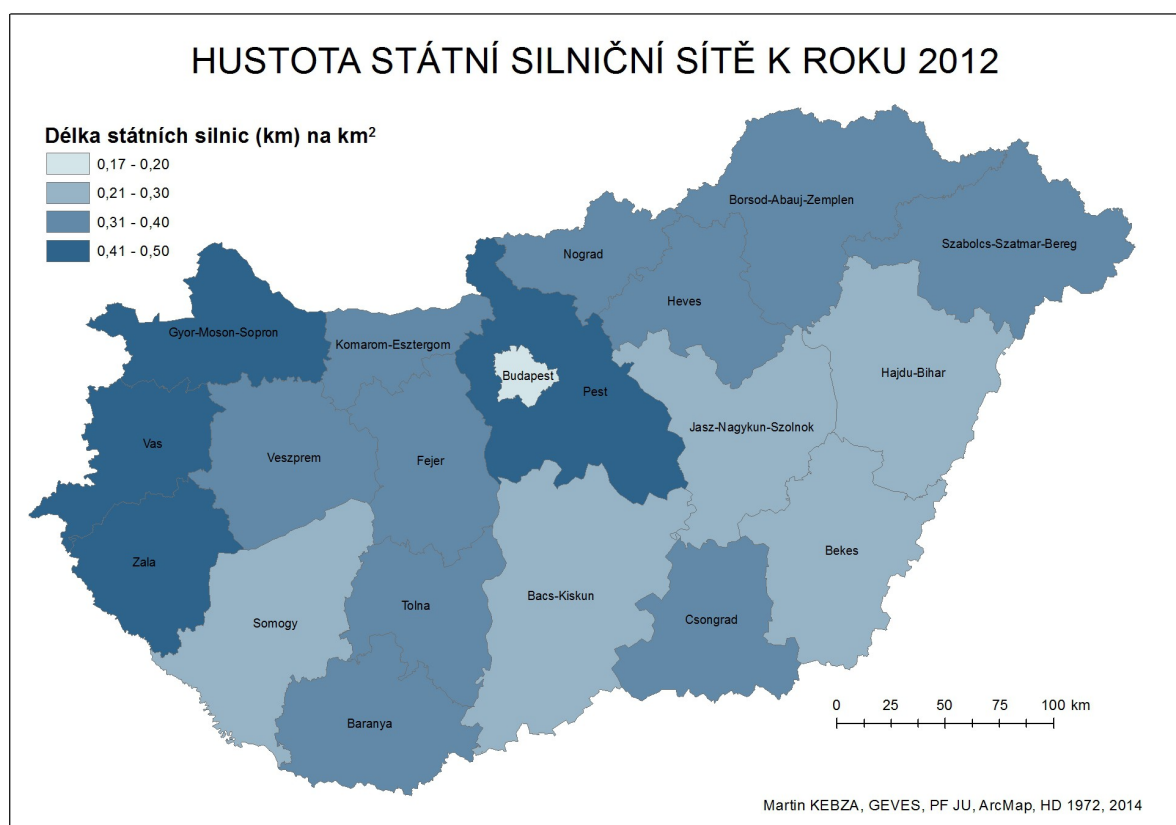 HUSTOTA STÁTNÍ SILNIČNÍ SÍTĚ K ROKU 2012
Délka státních silnic (km) na km²
0,17 - 0,20
0,21 - 0,30
0,31 - 0,40
0,41 - 0,50
Borsod-Abauj-Zemplen
Szabolcs-Szatmar-Bereg
Nograd
Heves
Gyor-Moson-Sopron
Komarom-Esztergom
Budapest
Pest
Hajdu-Bihar
Jasz-Nagykun-Szolnok
Vas
Veszprem
Fejer
Zala
Bekes
Bacs-Kiskun
Tolna
Somogy
Csongrad
Baranya
0 25 50 75 100 km
Martin KEBZA, GEVES, PF JU, ArcMap, HD 1972, 2014